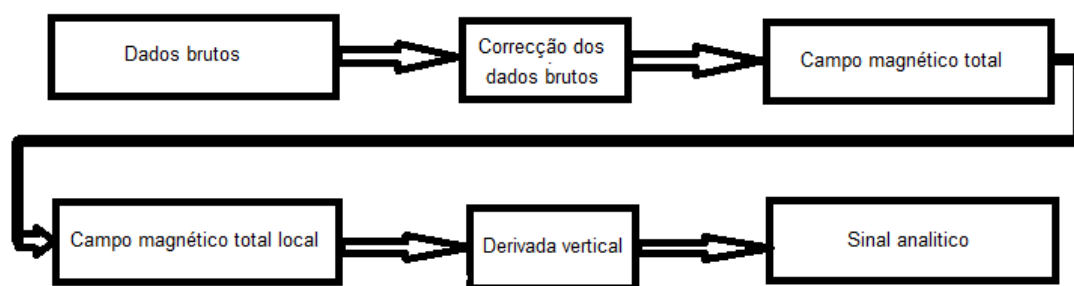 Dados brutos
Correcção dos
dados brutos
Campo magnético total
Campo magnético total local
Derivada vertical
Sinal analitico